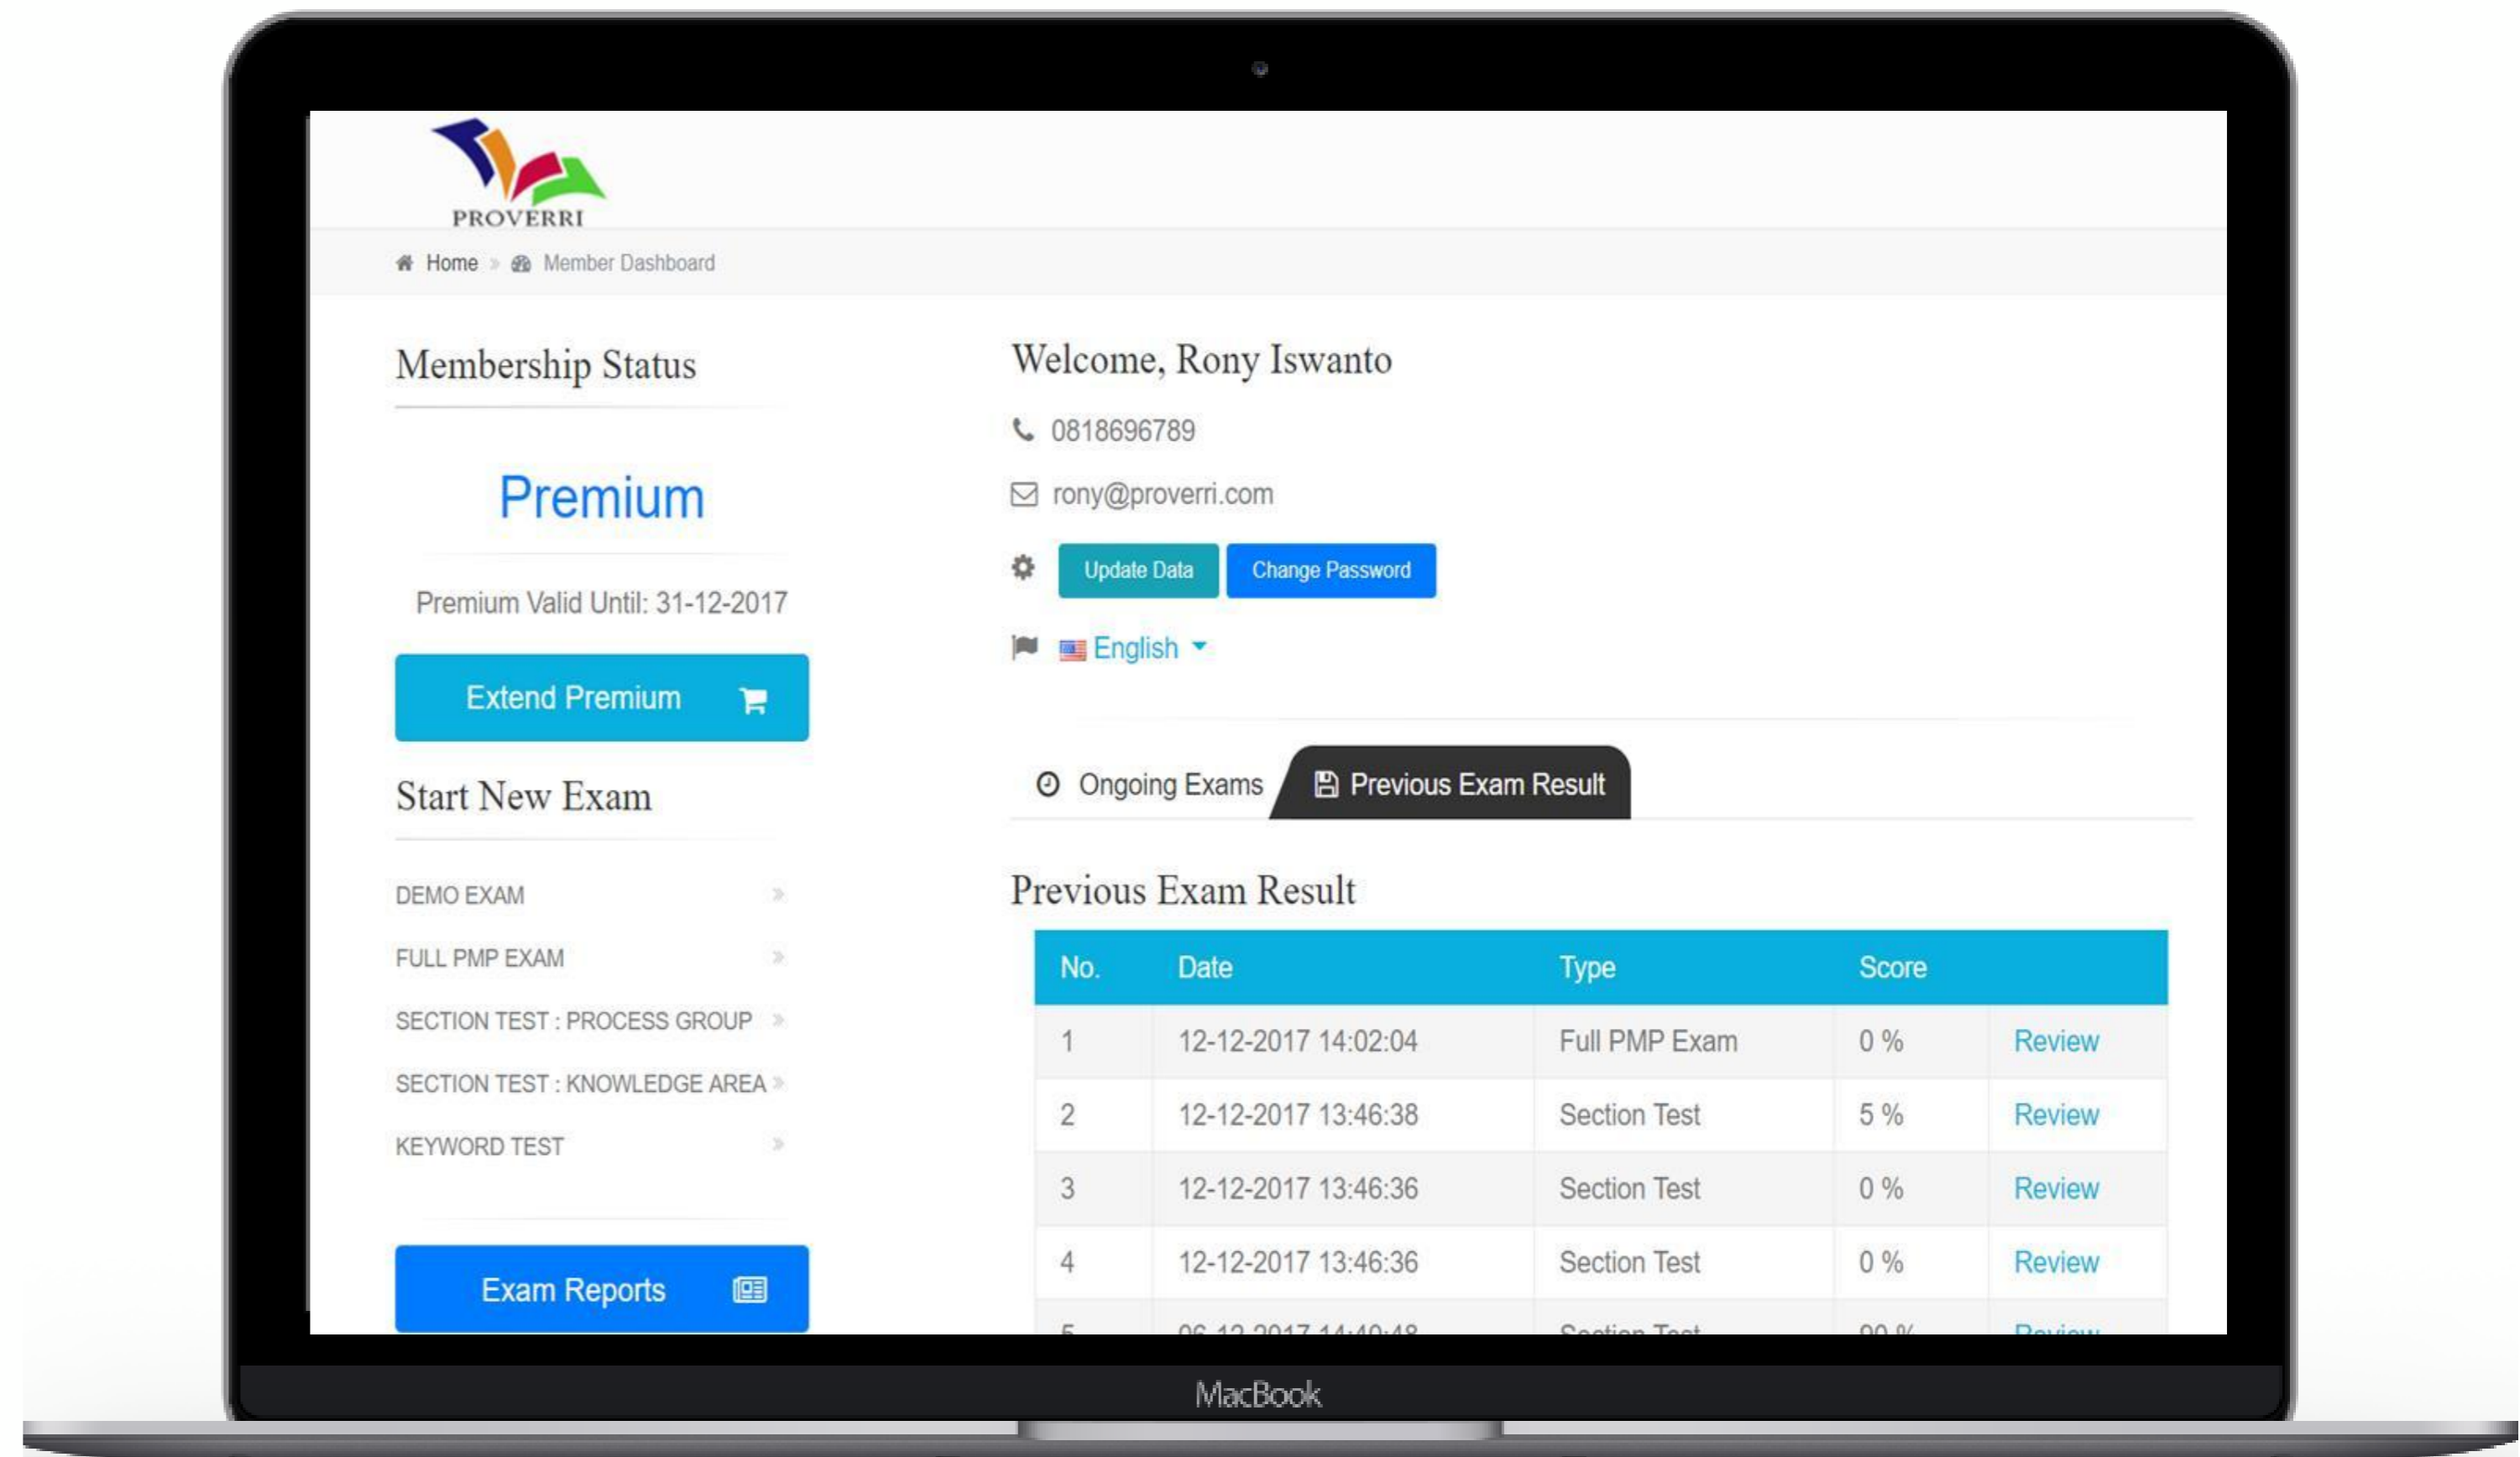 PROVERRI
Home » Member Dashboard
Membership Status
Premium
Premium Valid Until: 31-12-2017
Extend Premium
Start New Exam
DEMO EXAM »
FULL PMP EXAM »
SECTION TEST : PROCESS GROUP »
SECTION TEST : KNOWLEDGE AREA »
KEYWORD TEST »
Exam Reports
Welcome, Rony Iswanto
0818696789
rony@proverri.com
Update Data Change Password
English
Ongoing Exams Previous Exam Result
Previous Exam Result
No. Date Type Score
1 12-12-2017 14:02:04 Full PMP Exam 0 % Review
2 12-12-2017 13:46:38 Section Test 5 % Review
3 12-12-2017 13:46:36 Section Test 0 % Review
4 12-12-2017 13:46:36 Section Test 0 % Review
Section Test Review
MacBook